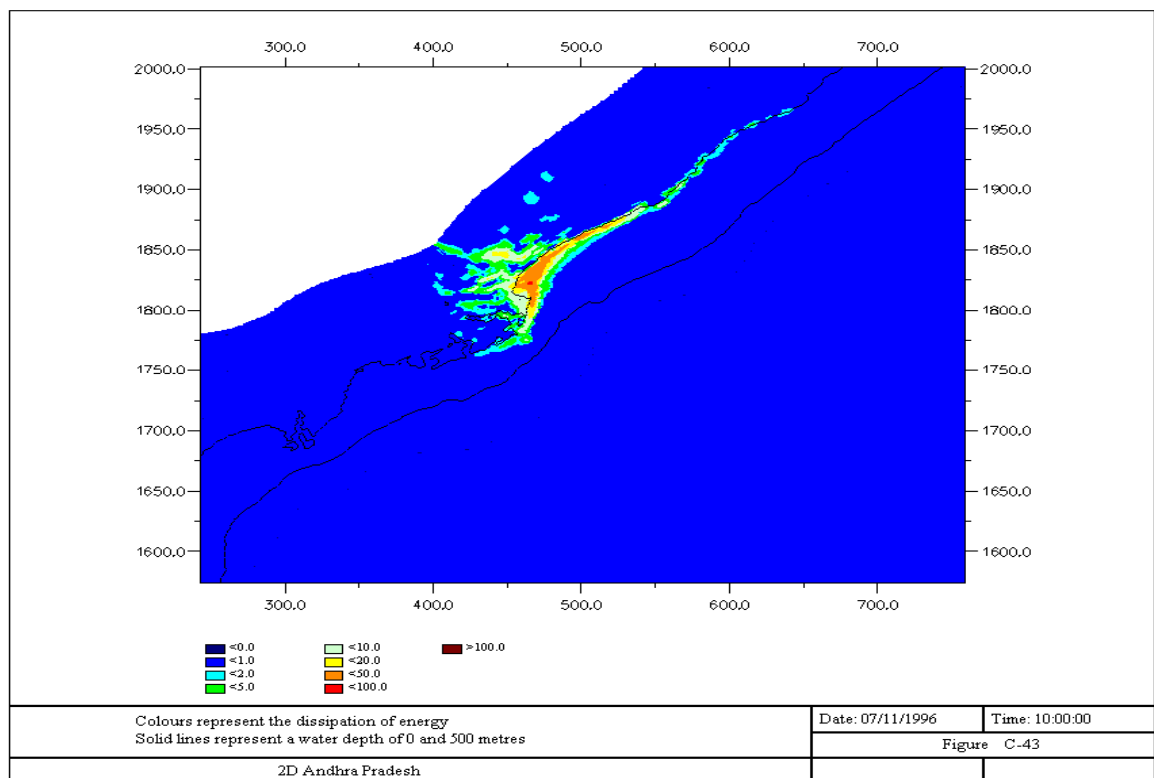 300.0 400.0 500.0 600.0 700.0
2000.0 2000.0
1950.0 1950.0
1900.0 1900.0
1850.0 1850.0
1800.0 1800.0
1750.0 1750.0
1700.0 1700.0
1650.0 1650.0
1600.0 1600.0
300.0 400.0 500.0 600.0 700.0
<0.0 <10.0 >100.0
<1.0 <20.0
<2.0 <50.0
<5.0 <100.0
Colours represent the dissipation of energy
Solid lines represent a water depth of 0 and 500 metres
Date: 07/11/1996 Time: 10:00:00
Figure C-43
2D Andhra Pradesh